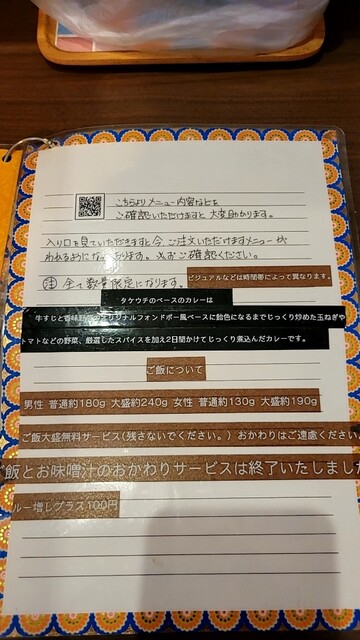 こちらよりメニュー内容などを
ご確認いただけますと大変助かります。
入り口を見ていただきますと今、ご注文いただけますメニューが
われるようになっております。ご確認ください。
注 全て数量限定になります。
ビジュアルなどは時間帯によって異なります。
タケウチのベースのカレーは
牛すじと香味野菜のオリジナルフォンドボー風ベースに飴色になるまでじっくり炒めた玉ねぎや
トマトなどの野菜、厳選したスパイスを加え2日間かけてじっくり煮込んだカレーです。
ご飯について
男性 普通約180g 大盛約240g 女性 普通約130g 大盛約190g
ご飯大盛無料サービス(残さないでください。)おかわりはご遠慮ください
ご飯とお味噌汁のおかわりサービスは終了いたしました
ルー増しプラス100円